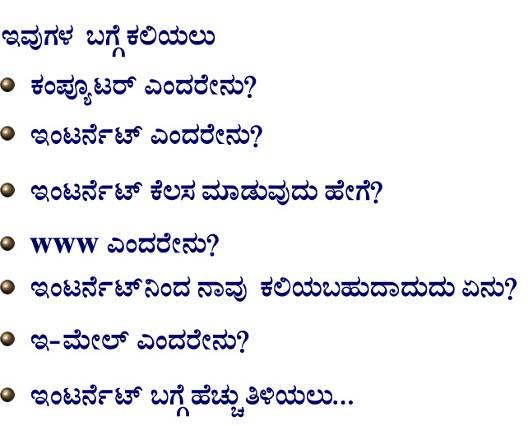 ಇವುಗಳ ಬಗ್ಗೆ ಕಲಿಯಲು
ಕಂಪ್ಯೂಟರ್ ಎಂದರೇನು?
ಇಂಟರ್ನೆಟ್ ಎಂದರೇನು?
ಇಂಟರ್ನೆಟ್ ಕೆಲಸ ಮಾಡುವುದು ಹೇಗೆ?
www ಎಂದರೇನು?
ಇಂಟರ್ನೆಟ್‌ನಿಂದ ನಾವು ಕಲಿಯಬಹುದಾದುದು ಏನು?
ಇ-ಮೇಲ್ ಎಂದರೇನು?
ಇಂಟರ್ನೆಟ್ ಬಗ್ಗೆ ಹೆಚ್ಚು ತಿಳಿಯಲು...